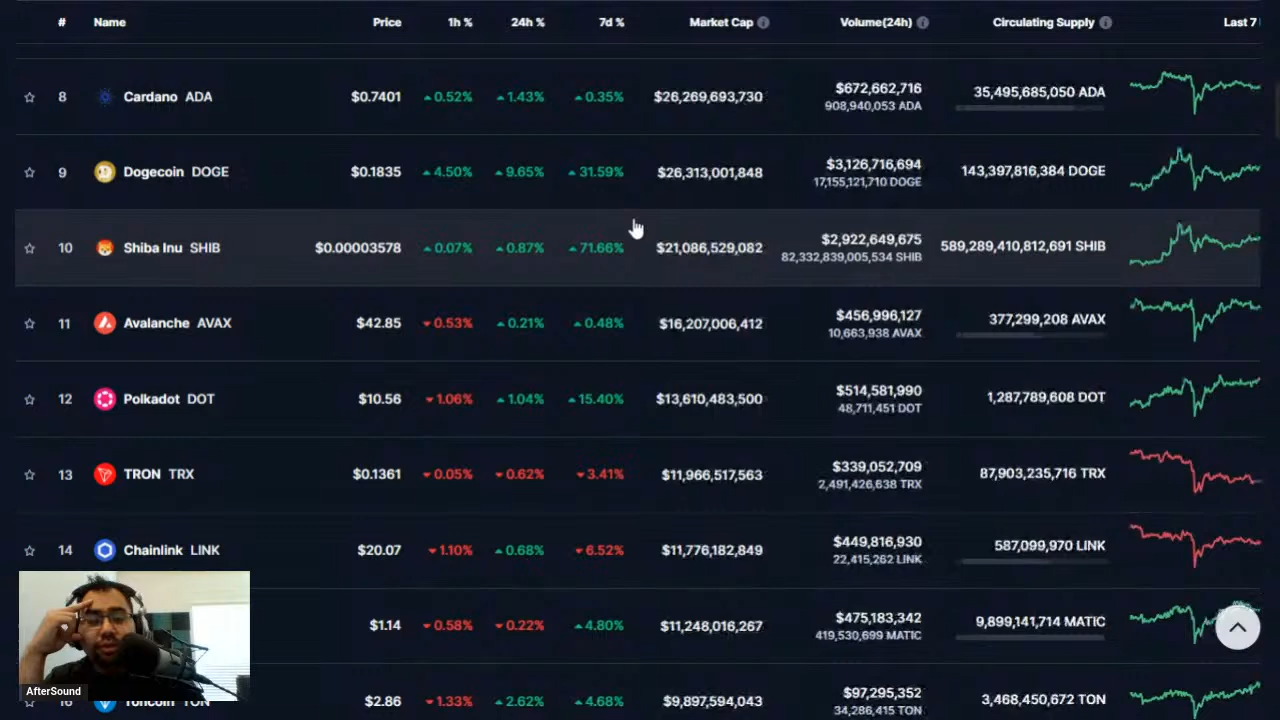 # Name Price 1h % 24h % 7d % Market Cap Volume(24h) Circulating Supply Last 7
8 Cardano ADA $0.7401 0.52% 1.43% 0.35% $26,269,693,730 $672,662,716 35,495,685,050 ADA
908,940,053 ADA
9 Dogecoin DOGE $0.1835 4.50% 9.65% 31.59% $26,313,001,848 $3,126,716,694 143,397,816,384 DOGE
17,155,121,710 DOGE
10 Shiba Inu SHIB $0.00003578 0.07% 0.87% 71.66% $21,086,529,082 $2,922,649,675 589,289,410,812,691 SHIB
82,332,839,005,534 SHIB
11 Avalanche AVAX $42.85 0.53% 0.21% 0.48% $16,207,006,412 $456,996,127 377,299,208 AVAX
10,663,938 AVAX
12 Polkadot DOT $10.56 1.06% 1.04% 15.40% $13,610,483,500 $514,581,990 1,287,789,608 DOT
48,711,451 DOT
13 TRON TRX $0.1361 0.05% 0.62% 3.41% $11,966,517,563 $339,052,709 87,903,235,716 TRX
2,491,426,638 TRX
14 Chainlink LINK $20.07 1.10% 0.68% 6.52% $11,776,182,849 $449,816,930 587,099,970 LINK
22,415,262 LINK
$1.14 0.58% 0.22% 4.80% $11,248,016,267 $475,183,342 9,899,141,714 MATIC
419,530,699 MATIC
16 Toncoin TON $2.86 1.33% 2.62% 4.68% $9,897,594,043 $97,295,352 3,468,450,672 TON
34,286,415 TON
AfterSound